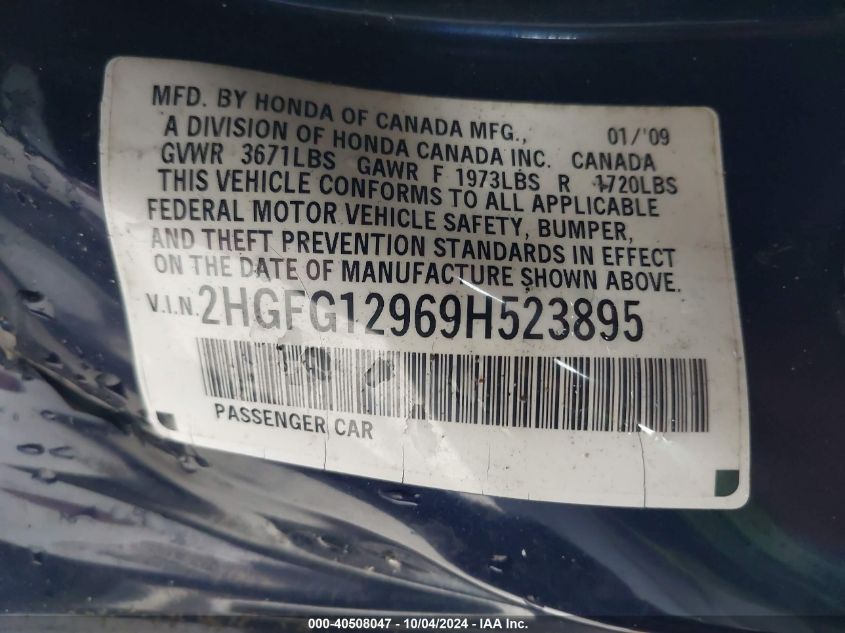 MFD. BY HONDA OF CANADA MFG., 01/'09
A DIVISION OF HONDA CANADA INC. CANADA
GVWR 3671LBS GAWR F 1973LBS R 1720LBS
THIS VEHICLE CONFORMS TO ALL APPLICABLE
FEDERAL MOTOR VEHICLE SAFETY, BUMPER,
AND THEFT PREVENTION STANDARDS IN EFFECT
ON THE DATE OF MANUFACTURE SHOWN ABOVE.
V.I.N. 2HGFG12969H523895
PASSENGER CAR
000-40508047 - 10/04/2024 - IAA Inc.